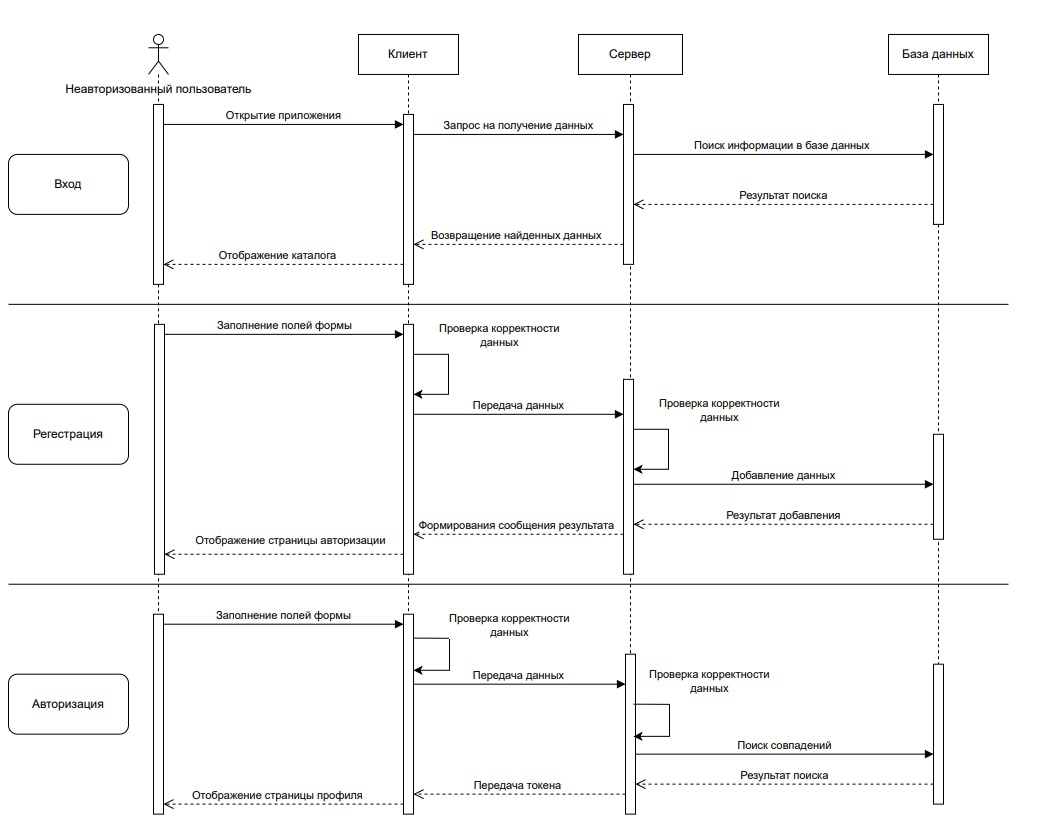 Клиент
Сервер
База данных
Неавторизованный пользователь
Открытие приложения
Запрос на получение данных
Поиск информации в базе данных
Вход
Результат поиска
Возвращение найденных данных
Отображение каталога
Заполнение полей формы
Проверка корректности
данных
Передача данных
Проверка корректности
данных
Регестрация
Добавление данных
Результат добавления
Формирования сообщения результата
Отображение страницы авторизации
Заполнение полей формы
Проверка корректности
данных
Передача данных
Проверка корректности
данных
Авторизация
Поиск совпадений
Результат поиска
Передача токена
Отображение страницы профиля